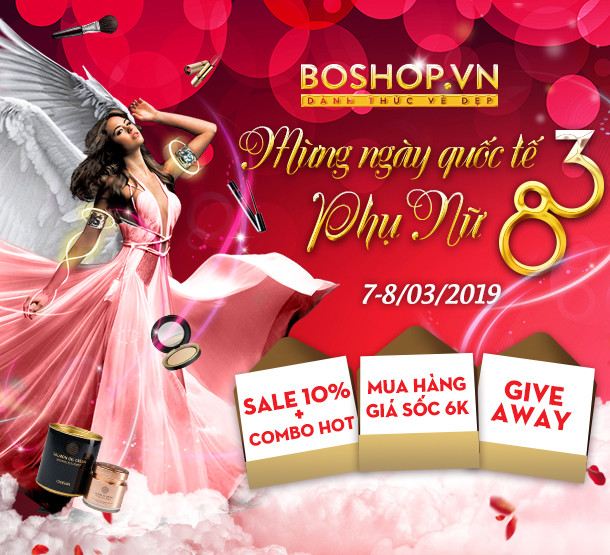 BOSHOP.VN
ĐÁNH THỨC VẺ ĐẸP
Mừng ngày quốc tế
Phụ Nữ
8
3
7-8/03/2019
SALE 10%
+
COMBO HOT
MUA HÀNG
GIÁ SỐC 6K
GIVE
AWAY